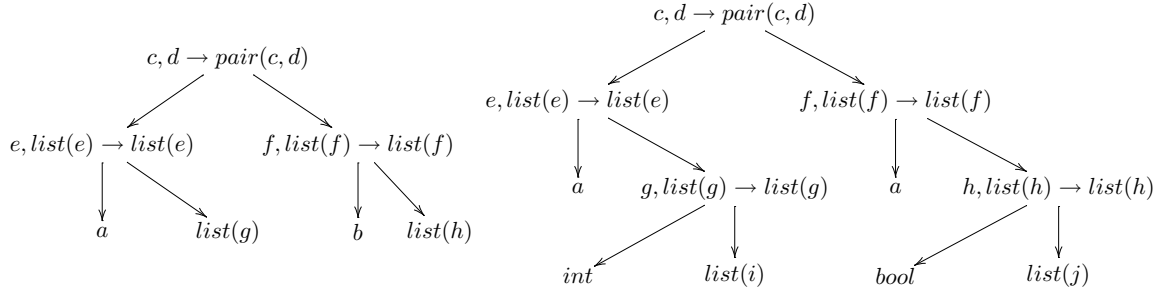 c, d → pair(c, d)
e, list(e) → list(e) f, list(f) → list(f)
a list(g) b list(h)
c, d → pair(c, d)
e, list(e) → list(e) f, list(f) → list(f)
a g, list(g) → list(g) a h, list(h) → list(h)
int list(i) bool list(j)